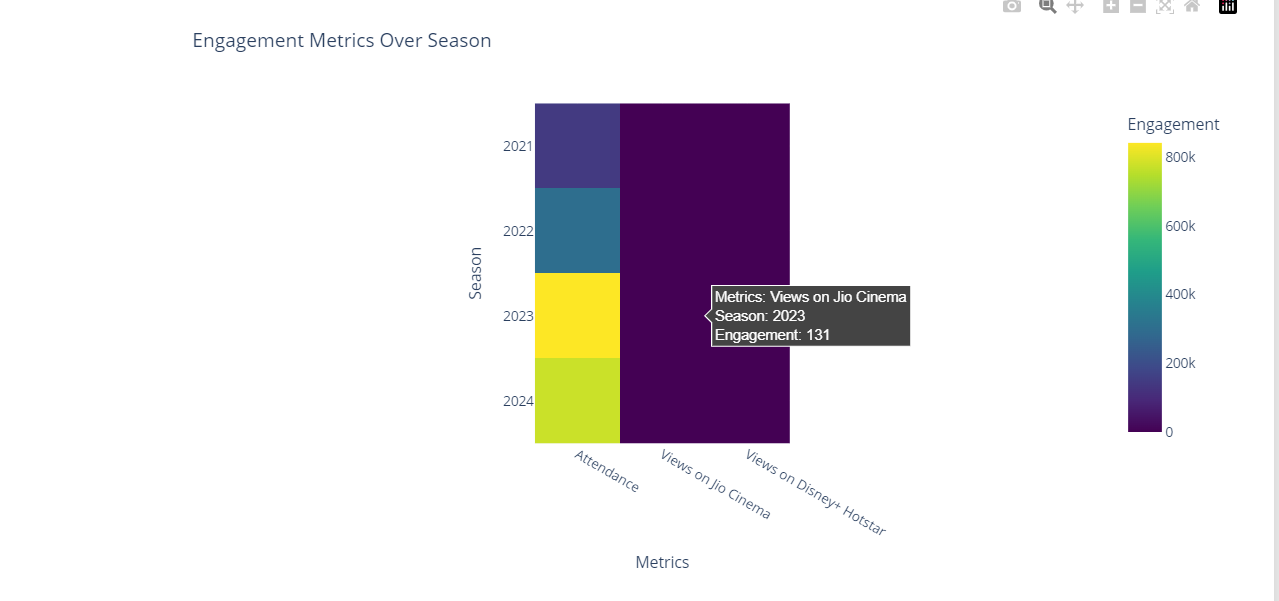 Engagement Metrics Over Season
Engagement
800k
600k
400k
200k
0
Season
2021
2022
2023
2024
Metrics: Views on Jio Cinema
Season: 2023
Engagement: 131
Attendance
Views on Jio Cinema
Views on Disney+ Hotstar
Metrics